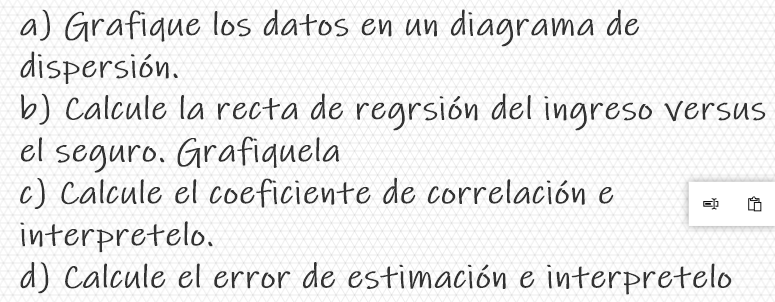 a) Grafique los datos en un diagrama de
dispersión.
b) Calcule la recta de regrsión del ingreso versus
el seguro. Grafiquela
c) Calcule el coeficiente de correlación e
interpretelo.
d) Calcule el error de estimación e interpretelo